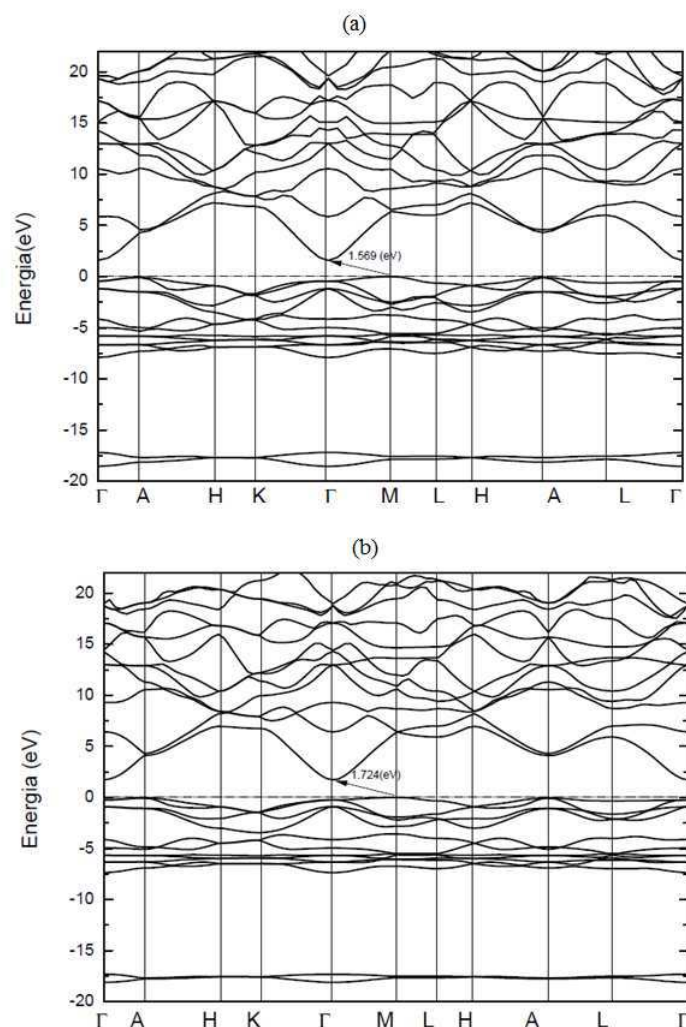 (a)
20
15
10
5
0
-5
-10
-15
-20
Energia(eV)
1.569 (eV)
Γ A H K Γ M L H A L Γ
(b)
20
15
10
5
0
-5
-10
-15
-20
Energia (eV)
1.724(eV)
Γ A H K Γ M L H A L Γ